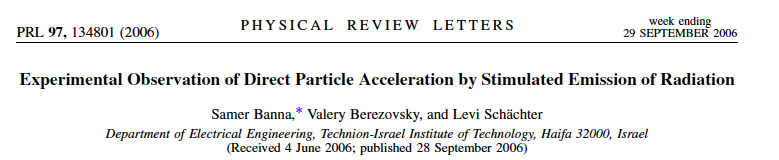 PRL 97, 134801 (2006)
PHYSICAL REVIEW LETTERS
week ending
29 SEPTEMBER 2006
Experimental Observation of Direct Particle Acceleration by Stimulated Emission of Radiation
Samer Banna,* Valery Berezovsky, and Levi Schächter
Department of Electrical Engineering, Technion-Israel Institute of Technology, Haifa 32000, Israel
(Received 4 June 2006; published 28 September 2006)